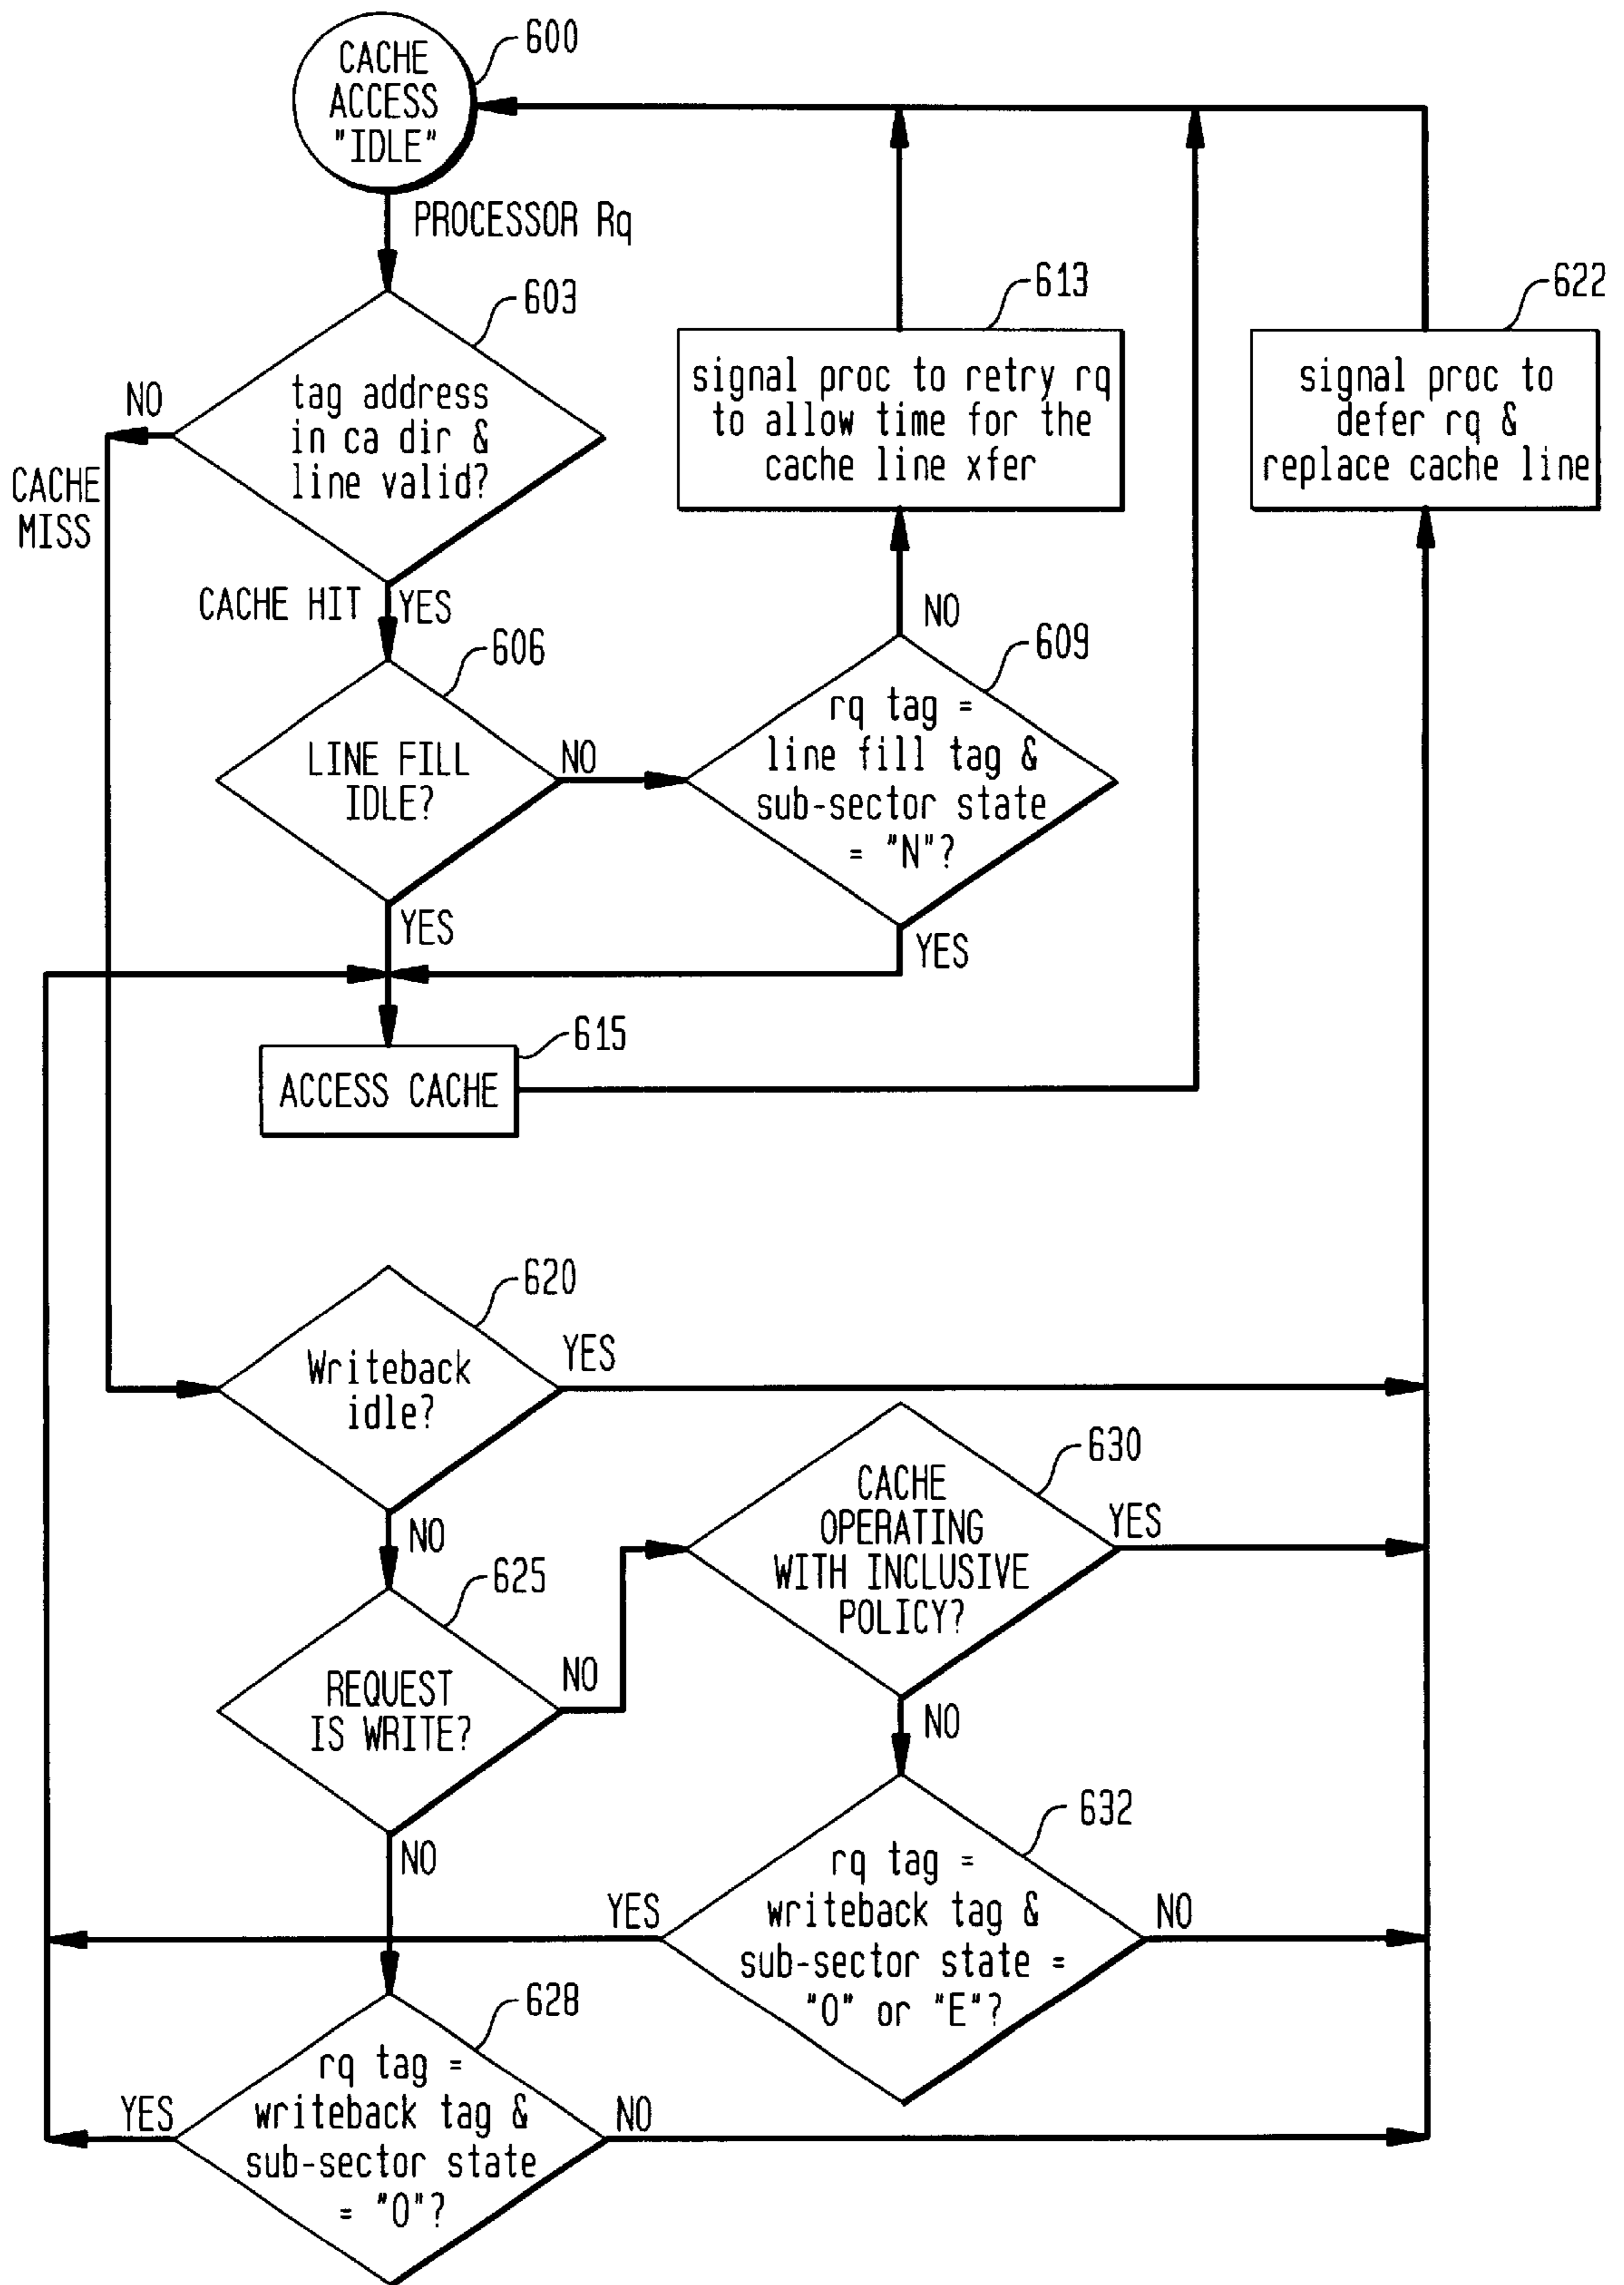 CACHE
ACCESS
"IDLE"
600
PROCESSOR Rq
603
tag address
in ca dir &
line valid?
NO
CACHE
MISS
CACHE HIT
YES
613
signal proc to retry rq
to allow time for the
cache line xfer
622
signal proc to
defer rq &
replace cache line
606
LINE FILL
IDLE?
NO
YES
NO
609
rq tag =
line fill tag &
sub-sector state
= "N"?
YES
615
ACCESS CACHE
620
Writeback
idle?
YES
NO
625
REQUEST
IS WRITE?
NO
NO
630
CACHE
OPERATING
WITH INCLUSIVE
POLICY?
YES
NO
632
rq tag =
writeback tag &
sub-sector state =
"O" or "E"?
YES
NO
628
rq tag =
writeback tag &
sub-sector state
= "O"?
YES
NO